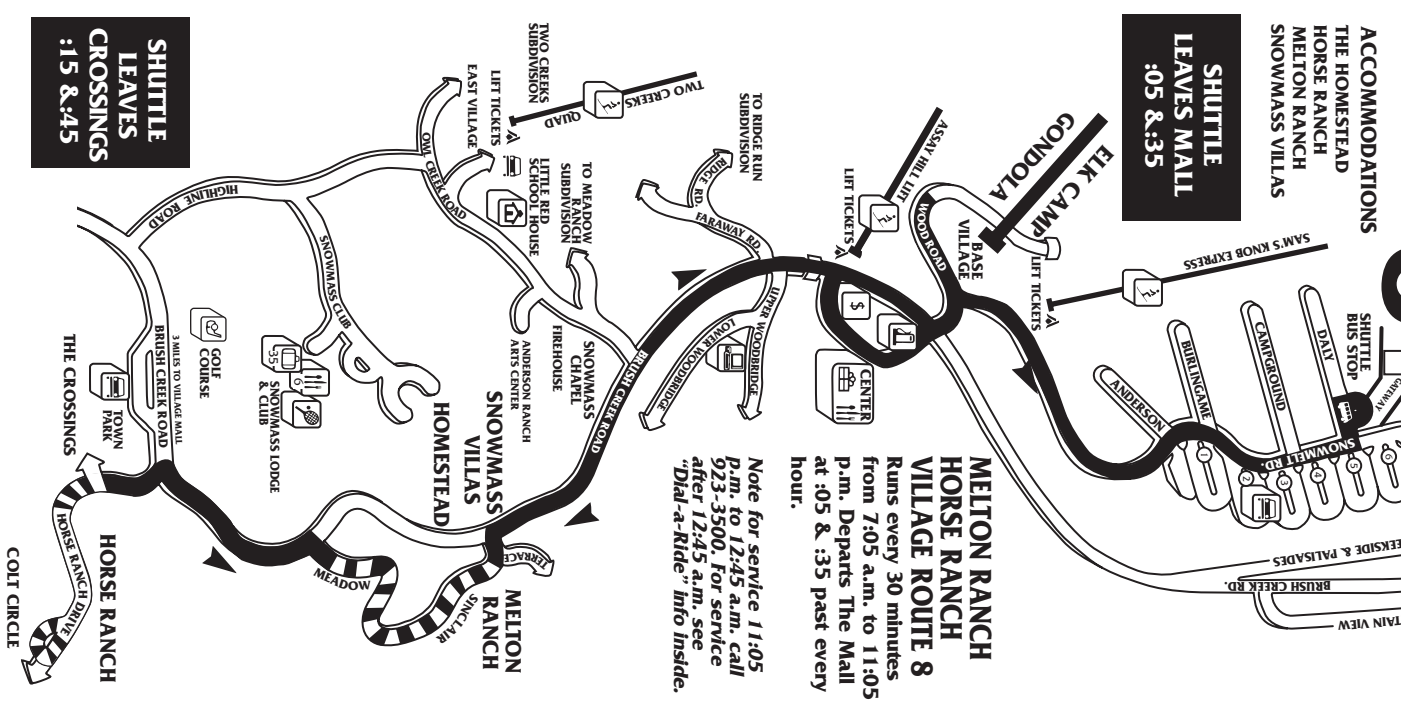 ACCOMMODATIONS
THE HOMESTEAD
HORSE RANCH
MELTON RANCH
SNOWMASS VILLAS
SHUTTLE
LEAVES MALL
:05 &:35
ELK CAMP
GONDOLA
SAM'S KNOB EXPRESS
LIFT TICKETS
SHUTTLE
BUS STOP
GATEWAY
DALY
CAMPGROUND
BURLINGAME
ANDERSON
SNOWMELT RD.
1
2
3
4
5
6
BASE
VILLAGE
WOOD ROAD
ASSAY HILL LIFT
LIFT TICKETS
$
CENTER
EEKSIDE & PALISADES
BRUSH CREEK RD.
TAIN VIEW
TO RIDGE RUN
SUBDIVISION
RIDGE
RD.
FARAWAY RD.
UPPER WOODBRIDGE
LOWER WOODBRIDGE
BRUSH CREEK ROAD
TWO CREEKS
QUAD
TWO CREEKS
SUBDIVISION
LIFT TICKETS
EAST VILLAGE
LITTLE RED
SCHOOL HOUSE
TO MEADOW
RANCH
SUBDIVISION
OWL CREEK ROAD
ANDERSON RANCH
ARTS CENTER
FIREHOUSE
SNOWMASS
CHAPEL
SNOWMASS
VILLAS
HOMESTEAD
HIGHLINE ROAD
SNOWMASS CLUB
GOLF
COURSE
35
6
SNOWMASS LODGE
& CLUB
3 MILES TO VILLAGE MALL
BRUSH CREEK ROAD
TOWN
PARK
THE CROSSINGS
SHUTTLE
LEAVES
CROSSINGS
:15 &:45
HORSE RANCH
HORSE RANCH DRIVE
COLT CIRCLE
MEADOW
SINCLAIR
TERRACE
MELTON
RANCH
MELTON RANCH
HORSE RANCH
VILLAGE ROUTE 8
Runs every 30 minutes
from 7:05 a.m. to 11:05
p.m. Departs The Mall
at :05 & :35 past every
hour.
Note for service 11:05
p.m. to 12:45 a.m. call
923-3500. For service
after 12:45 a.m. see
"Dial-a-Ride" info inside.